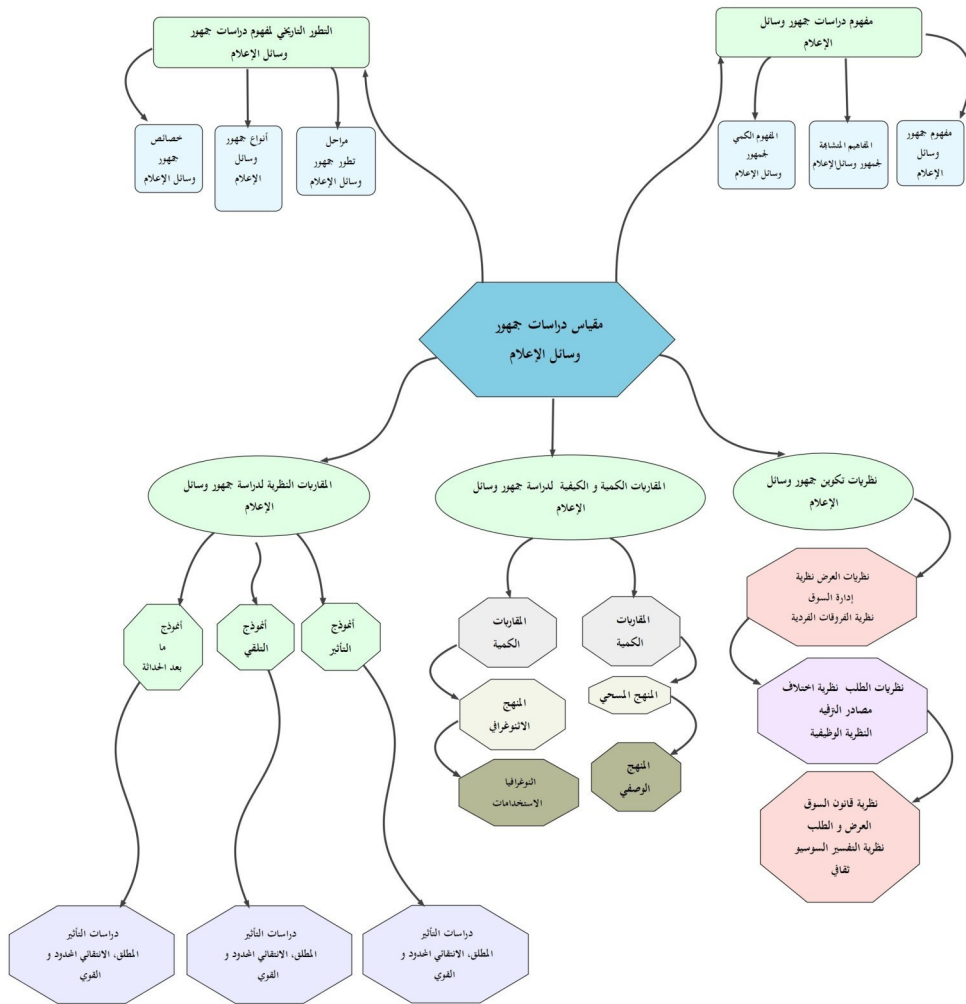 مفهوم دراسات جمهور وسائل
الإعلام
مفهوم جمهور
وسائل
الإعلام
المفاهيم المتشابهة
لجمهور وسائل الإعلام
المفهوم الكمي
لجمهور
وسائل الإعلام
التطور التاريخي لمفهوم دراسات جمهور
وسائل الإعلام
مراحل
تطور جمهور
وسائل الإعلام
أنواع جمهور
وسائل
الإعلام
خصائص
جمهور
وسائل الإعلام
مقياس دراسات جمهور
وسائل الإعلام
نظريات تكوين جمهور وسائل
الإعلام
نظريات العرض نظرية
إدارة السوق
نظرية الفروقات الفردية
نظريات الطلب نظرية اختلاف
مصادر الترفيه
النظرية الوظيفية
نظرية قانون السوق
العرض و الطلب
نظرية التفسير السوسيو
ثقافي
المقاربات الكمية و الكيفية لدراسة جمهور وسائل
الإعلام
المقاربات
الكمية
المنهج المسحي
المنهج
الوصفي
المقاربات
الكمية
المنهج
الاثنوغرافي
اثنوغرافيا
الاستخدامات
المقاربات النظرية لدراسة جمهور وسائل
الإعلام
أنموذج
التأثير
أنموذج
التلقي
أنموذج
ما
بعد الحداثة
دراسات التأثير
المطلق، الانتقائي المحدود و
القوي
دراسات التأثير
المطلق، الانتقائي المحدود و
القوي
دراسات التأثير
المطلق، الانتقائي المحدود و
القوي